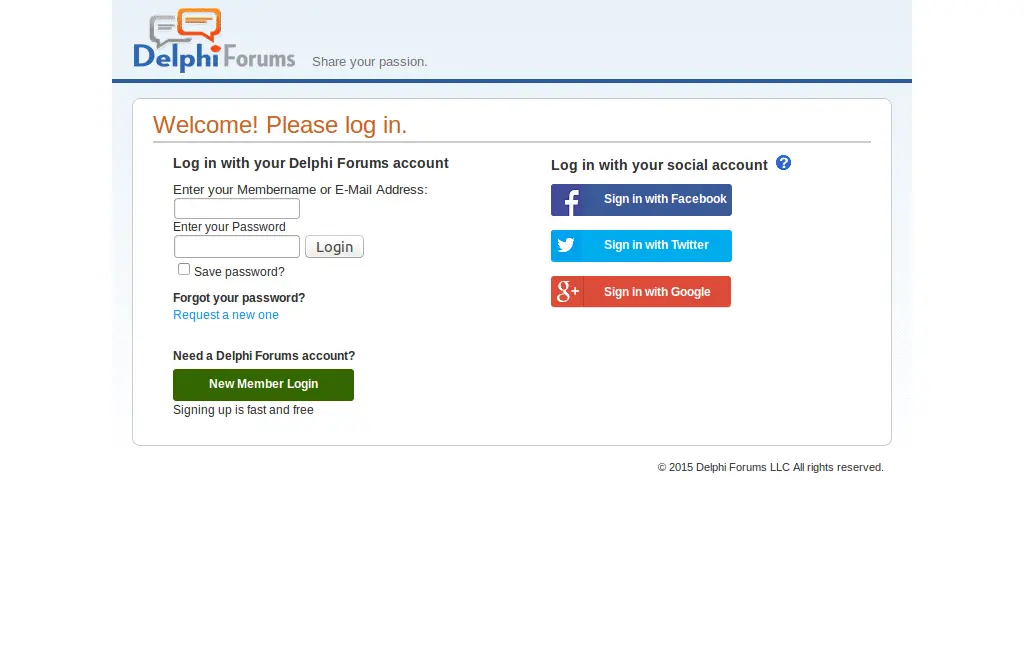 Delphi Forums Share your passion.
Welcome! Please log in.
Log in with your Delphi Forums account
Enter your Membername or E-Mail Address:
Enter your Password
Login
Save password?
Forgot your password?
Request a new one
Need a Delphi Forums account?
New Member Login
Signing up is fast and free
Log in with your social account ?
f Sign in with Facebook
Sign in with Twitter
g+ Sign in with Google
© 2015 Delphi Forums LLC All rights reserved.